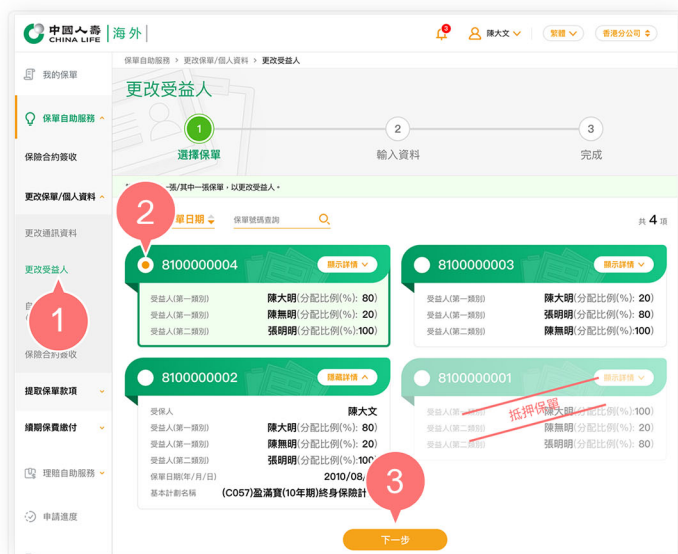 中國人壽
CHINA LIFE
海外
3
陳大文
繁體
香港分公司
我的保單
保單自助服務
保險合約簽收
更改保單/個人資料
更改通訊資料
更改受益人
保險合約簽收
提取保單款項
續期保費繳付
理賠自助服務
申請進度
保單自助服務 > 更改保單/個人資料 > 更改受益人
更改受益人
1
2
3
選擇保單
輸入資料
完成
一張/其中一張保單,以更改受益人。
單日期
保單號碼查詢
共 4 項
8100000004
顯示詳情
受益人(第一類別) 陳大明(分配比例(%): 80)
受益人(第一類別) 陳無明(分配比例(%): 20)
受益人(第二類別) 張明明(分配比例(%):100)
8100000003
顯示詳情
受益人(第一類別) 陳大明(分配比例(%): 20)
受益人(第一類別) 張明明(分配比例(%): 80)
受益人(第二類別) 陳無明(分配比例(%):100)
8100000002
隱藏詳情
受保人 陳大文
受益人(第一類別) 陳大明(分配比例(%): 80)
受益人(第一類別) 陳無明(分配比例(%): 20)
受益人(第二類別) 張明明(分配比例(%):100
保單日期(年/月/日) 2010/08/
基本計劃名稱 (C057)盈滿寶(10年期)終身保險計
8100000001
顯示詳情
受益人(第一類別) 陳大明(分配比例(%):100)
受益人(第二類別) 陳無明(分配比例(%): 20)
受益人(第二類別) 張明明(分配比例(%): 80)
抵押保單
下一步
1
2
3